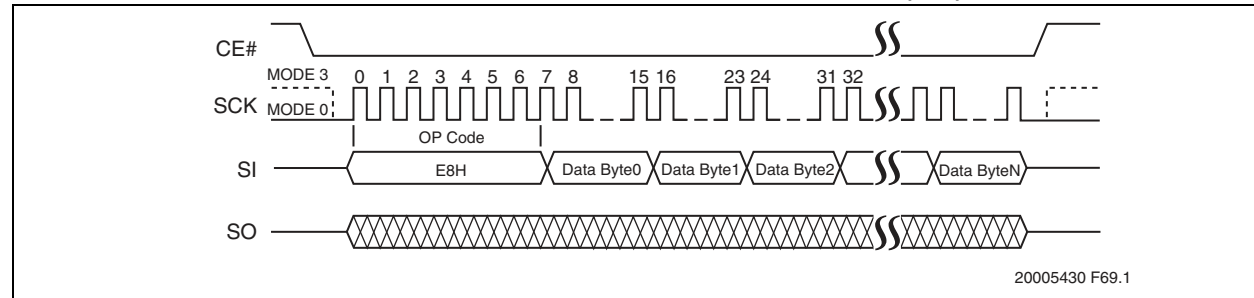 CE#
MODE 3 0 1 2 3 4 5 6 7 8 15 16 23 24 31 32
SCK MODE 0
OP Code
SI E8H Data Byte0 Data Byte1 Data Byte2 Data ByteN
SO
20005430 F69.1